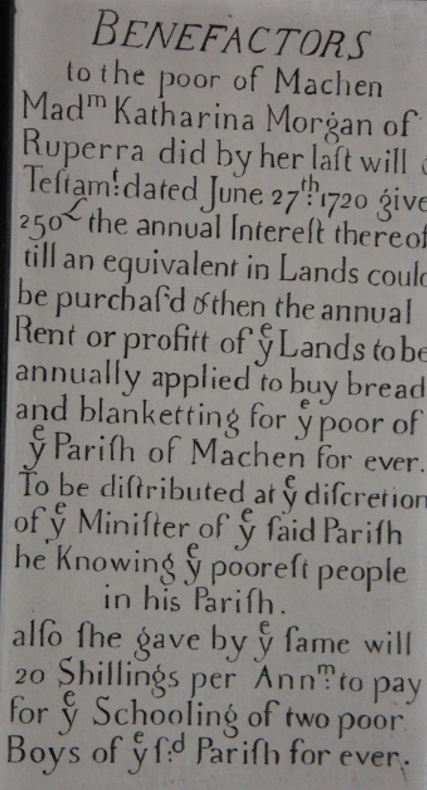 BENEFACTORS
to the poor of Machen
Madᵐ Katharina Morgan of
Ruperra did by her laſt will
Teſtamᵗ: dated June 27ᵗʰ: 1720 give
250£ the annual Intereſt thereof
till an equivalent in Lands could
be purchaſ'd & then the annual
Rent or profitt of yᵉ Lands to be
annually applied to buy bread
and blanketting for yᵉ poor of
yᵉ Pariſh of Machen for ever.
To be diſtributed at yᵉ diſcretion
of yᵉ Miniſter of yᵉ ſaid Pariſh
he Knowing yᵉ pooreſt people
in his Pariſh.
alſo ſhe gave by yᵉ ſame will
20 Shillings per Annᵐ: to pay
for yᵉ Schooling of two poor
Boys of yᵉ ſ:ᵈ Pariſh for ever.